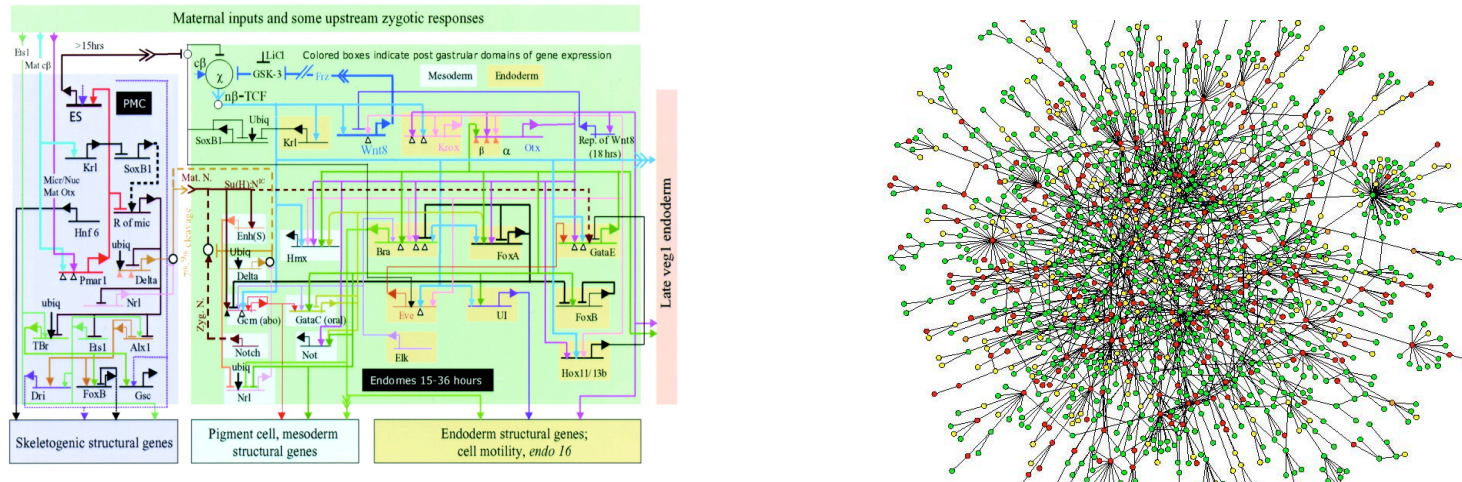 Maternal inputs and some upstream zygotic responses
Ets1
Mat cβ
>15hrs
cβ
χ
LiCl
GSK-3
Frz
Colored boxes indicate post gastrular domains of gene expression
Mesoderm
Endoderm
nβ-TCF
PMC
ES
SoxB1
Ubiq
Krl
Wnt8
Krox
β
α
Otx
Rep. of Wnt8
(18 hrs)
Krl
SoxB1
Micr/Nuc
Mat Otx
Mat. N.
Su(H):N
R of mic
Hnf 6
Enh(S)
Hmx
Bra
FoxA
GataE
ubiq
Pmar1
Delta
Ubiq
Delta
Nrl
Zyg. N.
Gcm (abo)
GataC (oral)
Eve
UI
FoxB
ubiq
TBr
Ets1
Alx1
Notch
Not
Elk
Hox11/13b
Dri
FoxB
Gsc
ubiq
Nrl
Endomes 15-36 hours
Late veg1 endoderm
Skeletogenic structural genes
Pigment cell, mesoderm
structural genes
Endoderm structural genes;
cell motility, endo 16